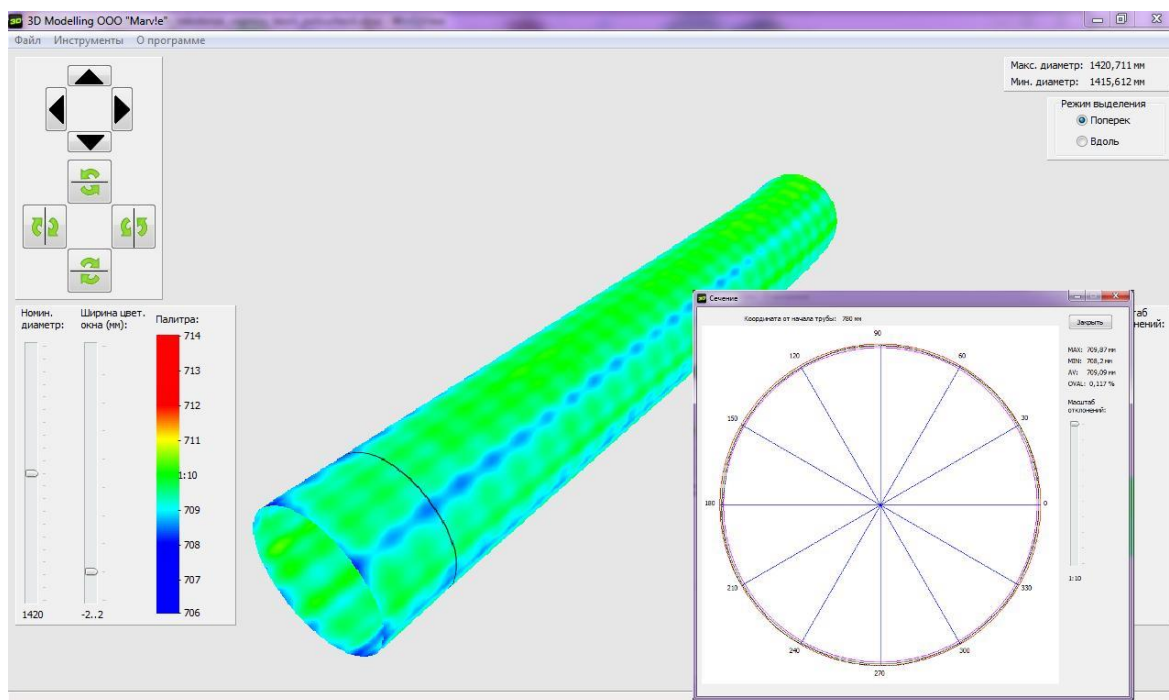 3D Modelling ООО "Marv!e"
Файл Инструменты О программе
Макс. диаметр: 1420,711 мм
Мин. диаметр: 1415,612 мм
Режим выделения
Поперек
Вдоль
Номин. диаметр:
Ширина цвет. окна (мм):
Палитра:
714
713
712
711
1:10
709
708
707
706
1420
-2..2
Сечение
Координата от начала трубы: 780 мм
Закрыть
MAX: 709,87 мм
MIN: 708,2 мм
AV: 709,09 мм
OVAL: 0,117 %
Масштаб
отклонений:
1:10
90
120
60
150
30
180
0
210
330
240
300
270
таб
нений: